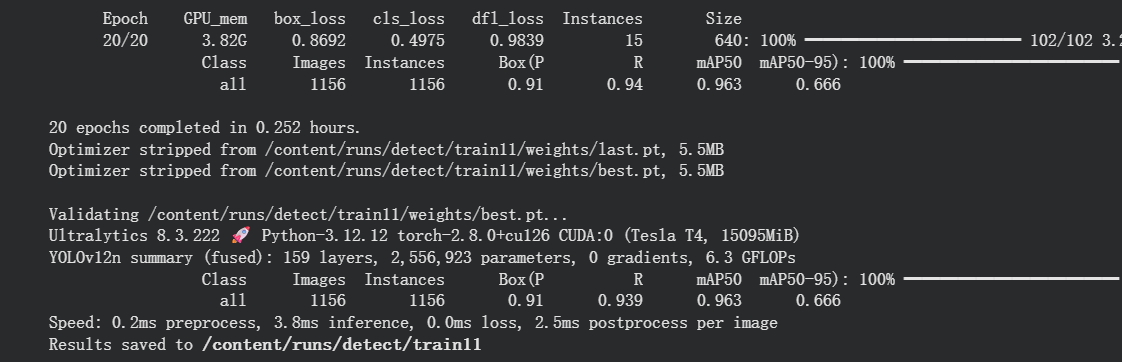 Epoch GPU_mem box_loss cls_loss dfl_loss Instances Size
20/20 3.82G 0.8692 0.4975 0.9839 15 640: 100% ━━━━━━━━━━━━ 102/102 3.2
Class Images Instances Box(P R mAP50 mAP50-95): 100% ━━━━━━━━━━━━
all 1156 1156 0.91 0.94 0.963 0.666
20 epochs completed in 0.252 hours.
Optimizer stripped from /content/runs/detect/train11/weights/last.pt, 5.5MB
Optimizer stripped from /content/runs/detect/train11/weights/best.pt, 5.5MB
Validating /content/runs/detect/train11/weights/best.pt...
Ultralytics 8.3.222 🚀 Python-3.12.12 torch-2.8.0+cu126 CUDA:0 (Tesla T4, 15095MiB)
YOLOv12n summary (fused): 159 layers, 2,556,923 parameters, 0 gradients, 6.3 GFLOPs
Class Images Instances Box(P R mAP50 mAP50-95): 100% ━━━━━━━━━━━━
all 1156 1156 0.91 0.939 0.963 0.666
Speed: 0.2ms preprocess, 3.8ms inference, 0.0ms loss, 2.5ms postprocess per image
Results saved to /content/runs/detect/train11